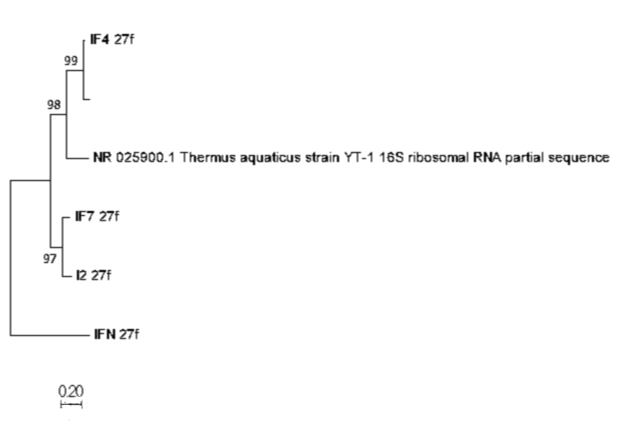 IF4 27f
99
98
NR 025900.1 Thermus aquaticus strain YT-1 16S ribosomal RNA partial sequence
IF7 27f
97
I2 27f
IFN 27f
0.20